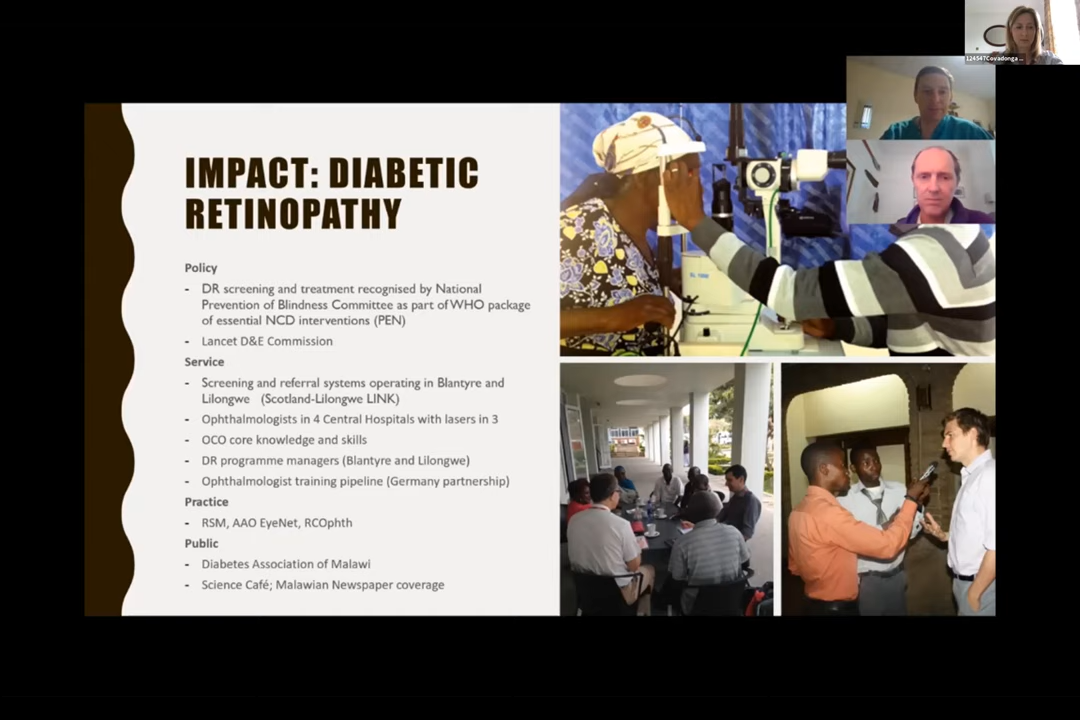 IMPACT: DIABETIC
RETINOPATHY
Policy
- DR screening and treatment recognised by National
Prevention of Blindness Committee as part of WHO package
of essential NCD interventions (PEN)
- Lancet D&E Commission
Service
- Screening and referral systems operating in Blantyre and
Lilongwe (Scotland-Lilongwe LINK)
- Ophthalmologists in 4 Central Hospitals with lasers in 3
- OCO core knowledge and skills
- DR programme managers (Blantyre and Lilongwe)
- Ophthalmologist training pipeline (Germany partnership)
Practice
- RSM, AAO EyeNet, RCOphth
Public
- Diabetes Association of Malawi
- Science Café; Malawian Newspaper coverage
124547Covadonga ...